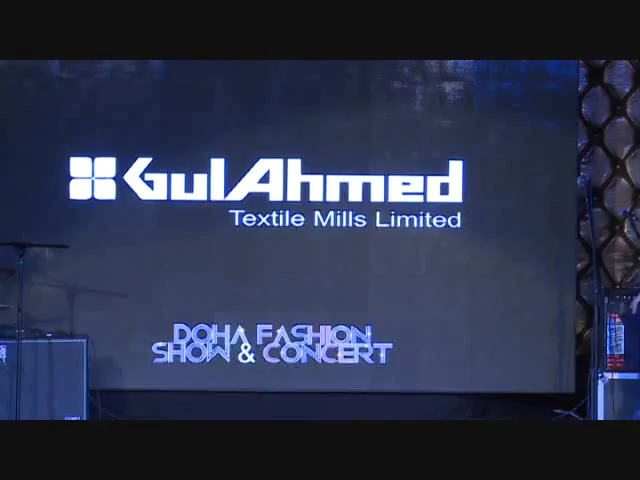 GulAhmed
Textile Mills Limited
DOHA FASHION
SHOW & CONCERT